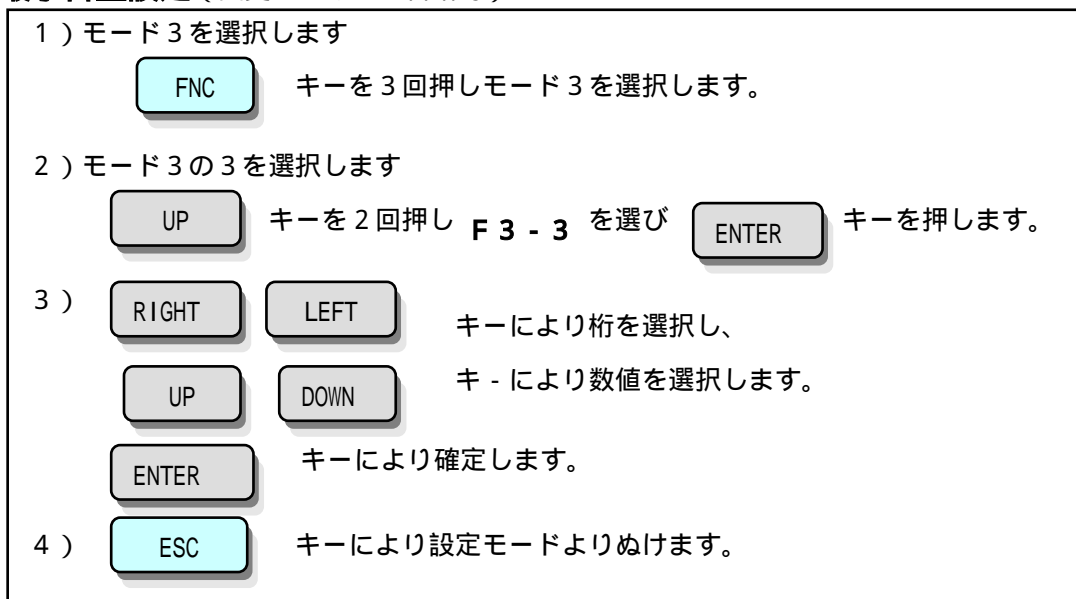 1)モード3を選択します
FNC キーを3回押しモード3を選択します。
2)モード3の3を選択します
UP キーを2回押し F3-3 を選び ENTER キーを押します。
3) RIGHT LEFT キーにより桁を選択し、
UP DOWN キ-により数値を選択します。
ENTER キーにより確定します。
4) ESC キーにより設定モードよりぬけます。